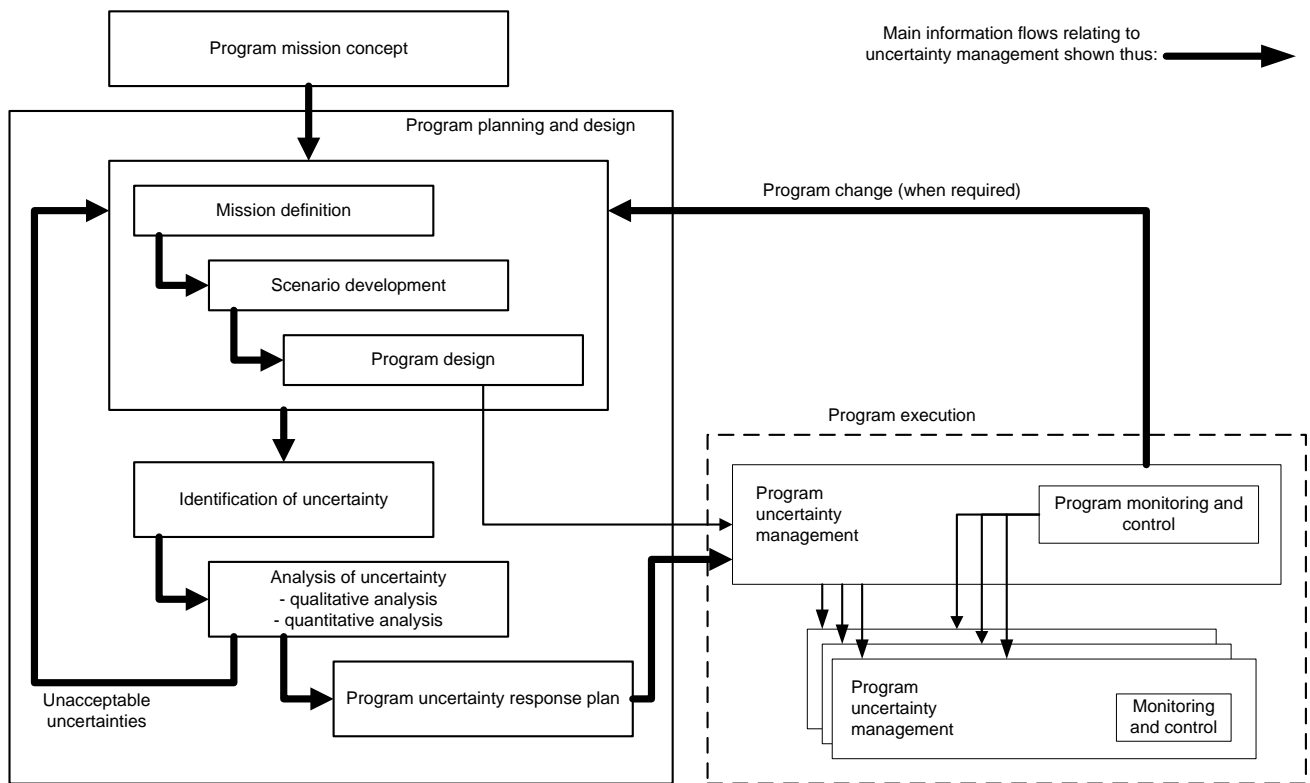 Program mission concept
Main information flows relating to
uncertainty management shown thus:
Program planning and design
Mission definition
Program change (when required)
Scenario development
Program design
Program execution
Identification of uncertainty
Program
uncertainty
management
Program monitoring and
control
Analysis of uncertainty
- qualitative analysis
- quantitative analysis
Unacceptable
uncertainties
Program uncertainty response plan
Program
uncertainty
management
Monitoring
and control